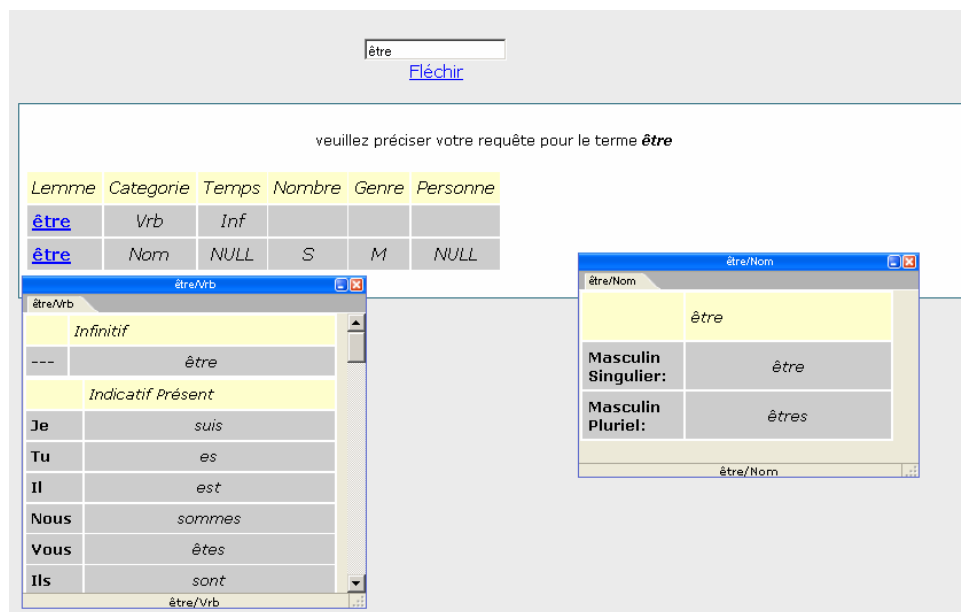 être
Fléchir
veuillez préciser votre requête pour le terme être
Lemme Categorie Temps Nombre Genre Personne
être Vrb Inf
être Nom NULL S M NULL
être/Vrb
être/Vrb
Infinitif
--- être
Indicatif Présent
Je suis
Tu es
Il est
Nous sommes
Vous êtes
Ils sont
être/Vrb
être/Nom
être/Nom
être
Masculin
Singulier: être
Masculin
Pluriel: êtres
être/Nom